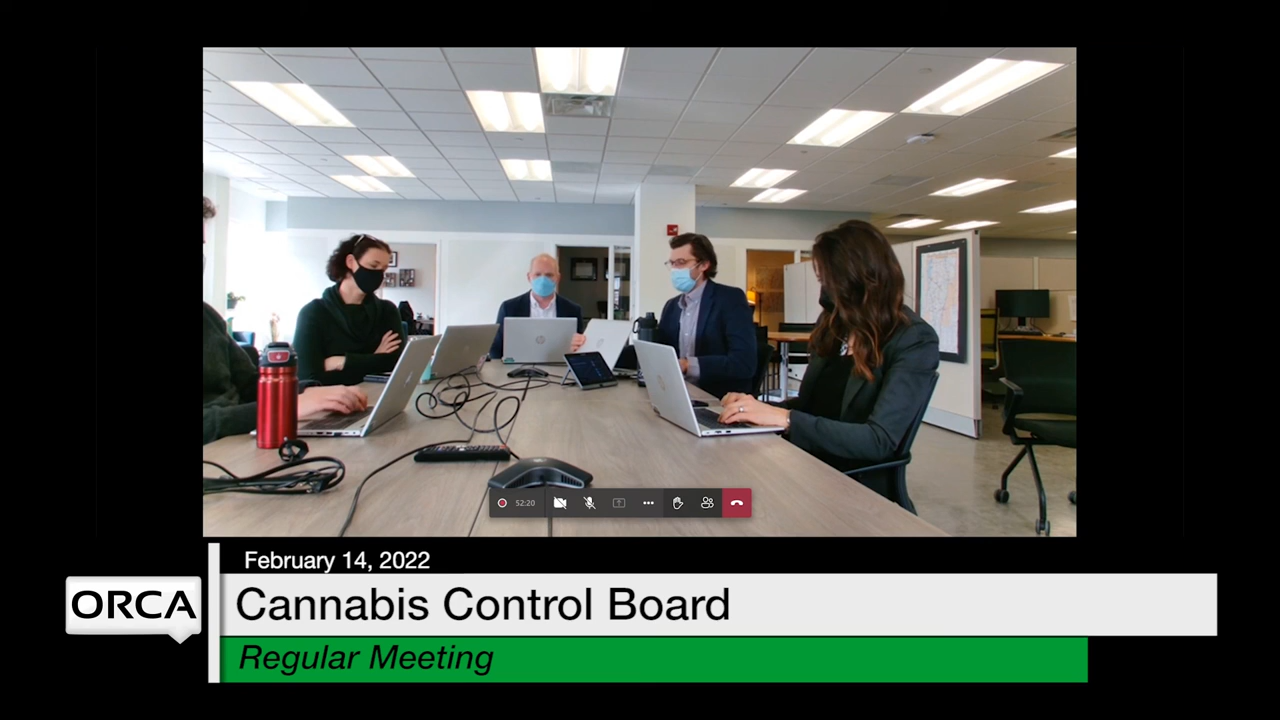 52:20
February 14, 2022
ORCA
Cannabis Control Board
Regular Meeting